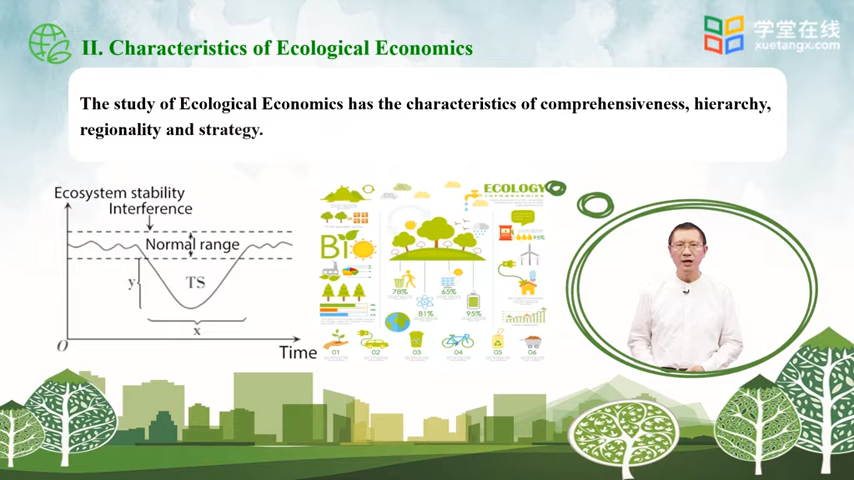 II. Characteristics of Ecological Economics
学堂在线
xuetangx.com
The study of Ecological Economics has the characteristics of comprehensiveness, hierarchy,
regionality and strategy.
Ecosystem stability
Interference
Normal range
y
TS
x
O
Time
ECOLOGY
INFOGRAPHICS
Bi
78%
65%
81%
95%
01
02
03
04
05
06